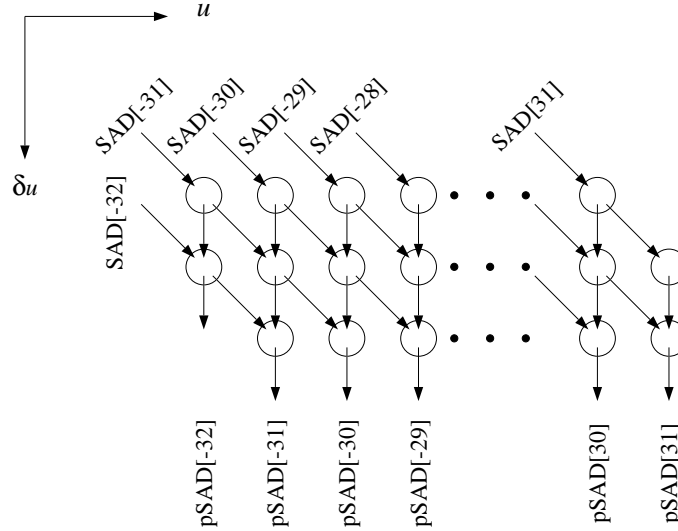 u
δu
SAD[-31]
SAD[-30]
SAD[-29]
SAD[-28]
SAD[31]
SAD[-32]
pSAD[-32]
pSAD[-31]
pSAD[-30]
pSAD[-29]
pSAD[30]
pSAD[31]